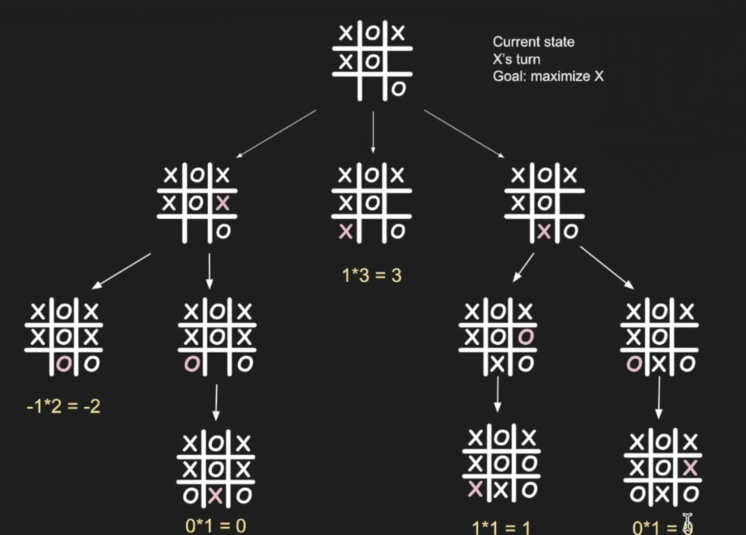 X O X
Current state
X O
X's turn
Goal: maximize X
O
X O X
X O X
X O X
X O X
X O
X O
O
X O
X O
1*3 = 3
X O X
X O X
X O X
X O X
X O X
X O X
X O O
X O
O O
O O
X O
O X O
-1*2 = -2
X O X
X O X
X O X
X O X
X O O
X O X
O X O
X X O
O X O
0*1 = 0
1*1 = 1
0*1 =